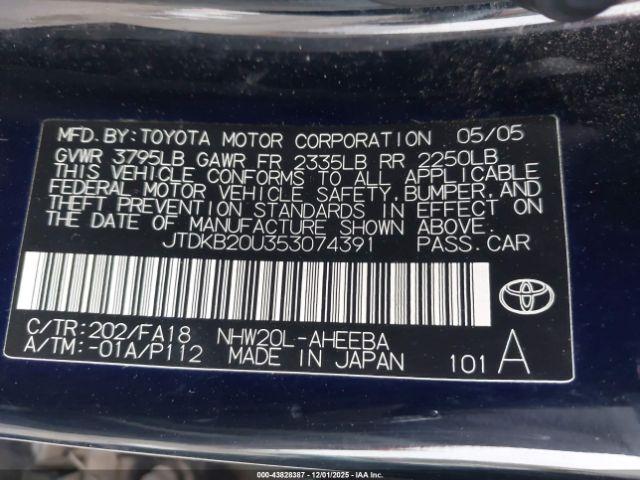 MFD.BY:TOYOTA MOTOR CORPORATION 05/05
GVWR 3795LB GAWR FR 2335LB RR 2250LB
THIS VEHICLE CONFORMS TO ALL APPLICABLE
FEDERAL MOTOR VEHICLE SAFETY,BUMPER,AND
THEFT PREVENTION STANDARDS IN EFFECT ON
THE DATE OF MANUFACTURE SHOWN ABOVE.
JTDKB20U353074391 PASS.CAR
C/TR:202/FA18 NHW20L-AHEEBA
A/TM:-01A/P112 MADE IN JAPAN 101 A
000-43828387 • 12/01/2025 • IAAI.COM